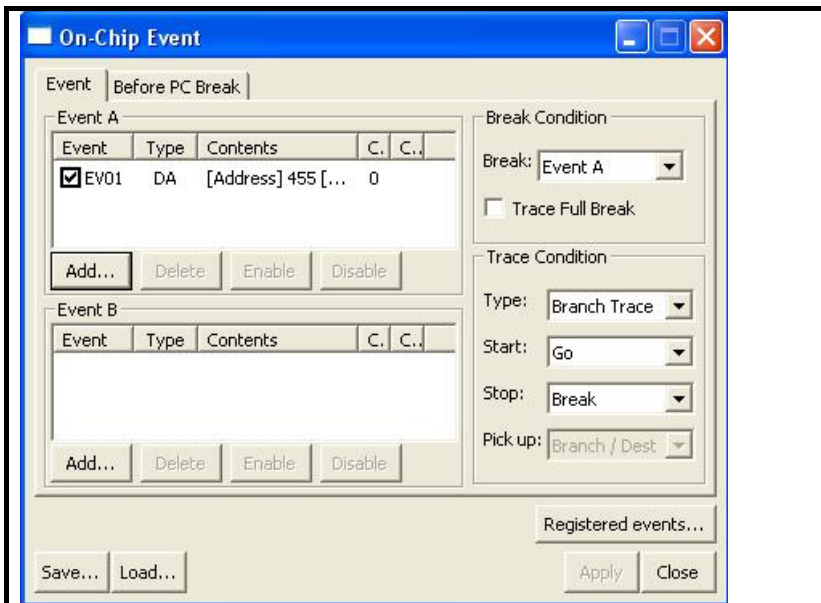 On-Chip Event
Event Before PC Break
Event A
Event Type Contents C. C..
EV01 DA [Address] 455 [... 0
Add... Delete Enable Disable
Event B
Event Type Contents C. C..
Add... Delete Enable Disable
Break Condition
Break: Event A
Trace Full Break
Trace Condition
Type: Branch Trace
Start: Go
Stop: Break
Pick up: Branch / Dest
Registered events...
Save... Load... Apply Close